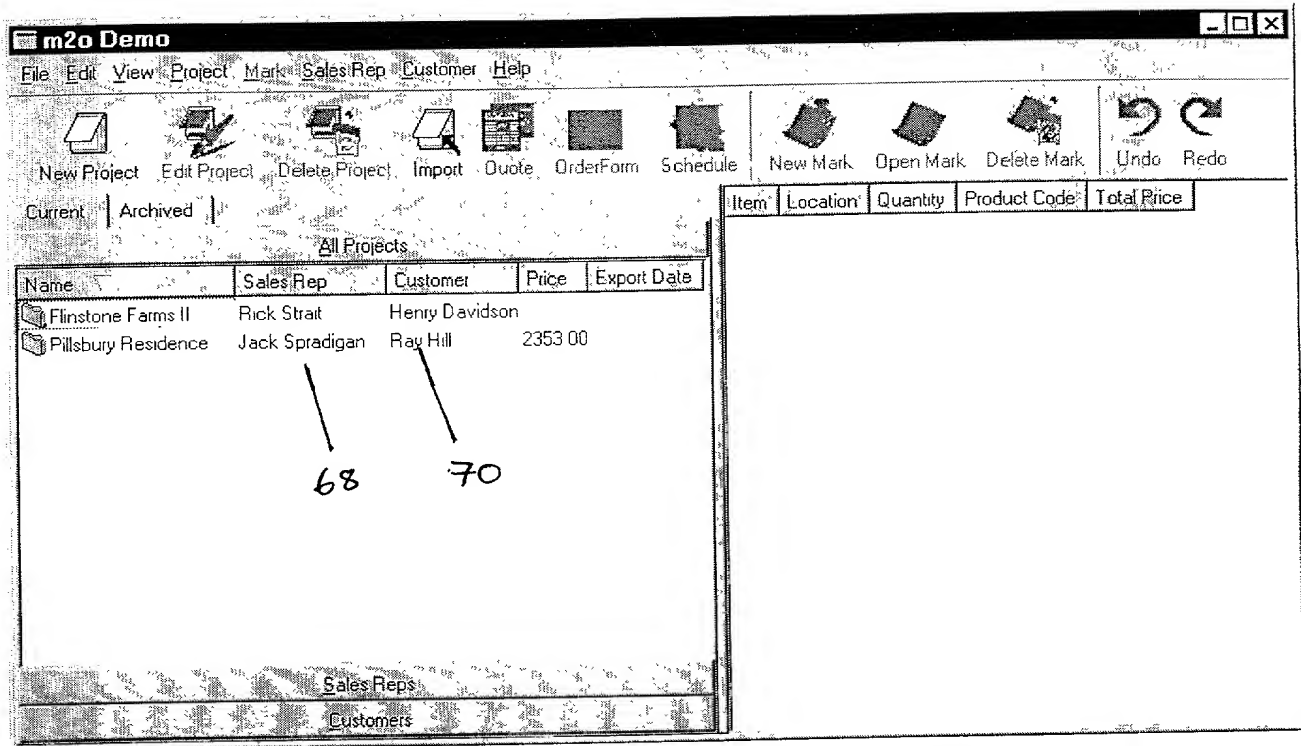 m2o Demo
File Edit View Project Mark Sales Rep Customer Help
New Project Edit Project Delete Project Import Quote OrderForm Schedule New Mark Open Mark Delete Mark Undo Redo
Current Archived
Item Location Quantity Product Code Total Price
All Projects
Name Sales Rep Customer Price Export Date
Flinstone Farms II Rick Strait Henry Davidson
Pillsbury Residence Jack Spradigan Ray Hill 2353 00
68 70
Sales Reps
Customers